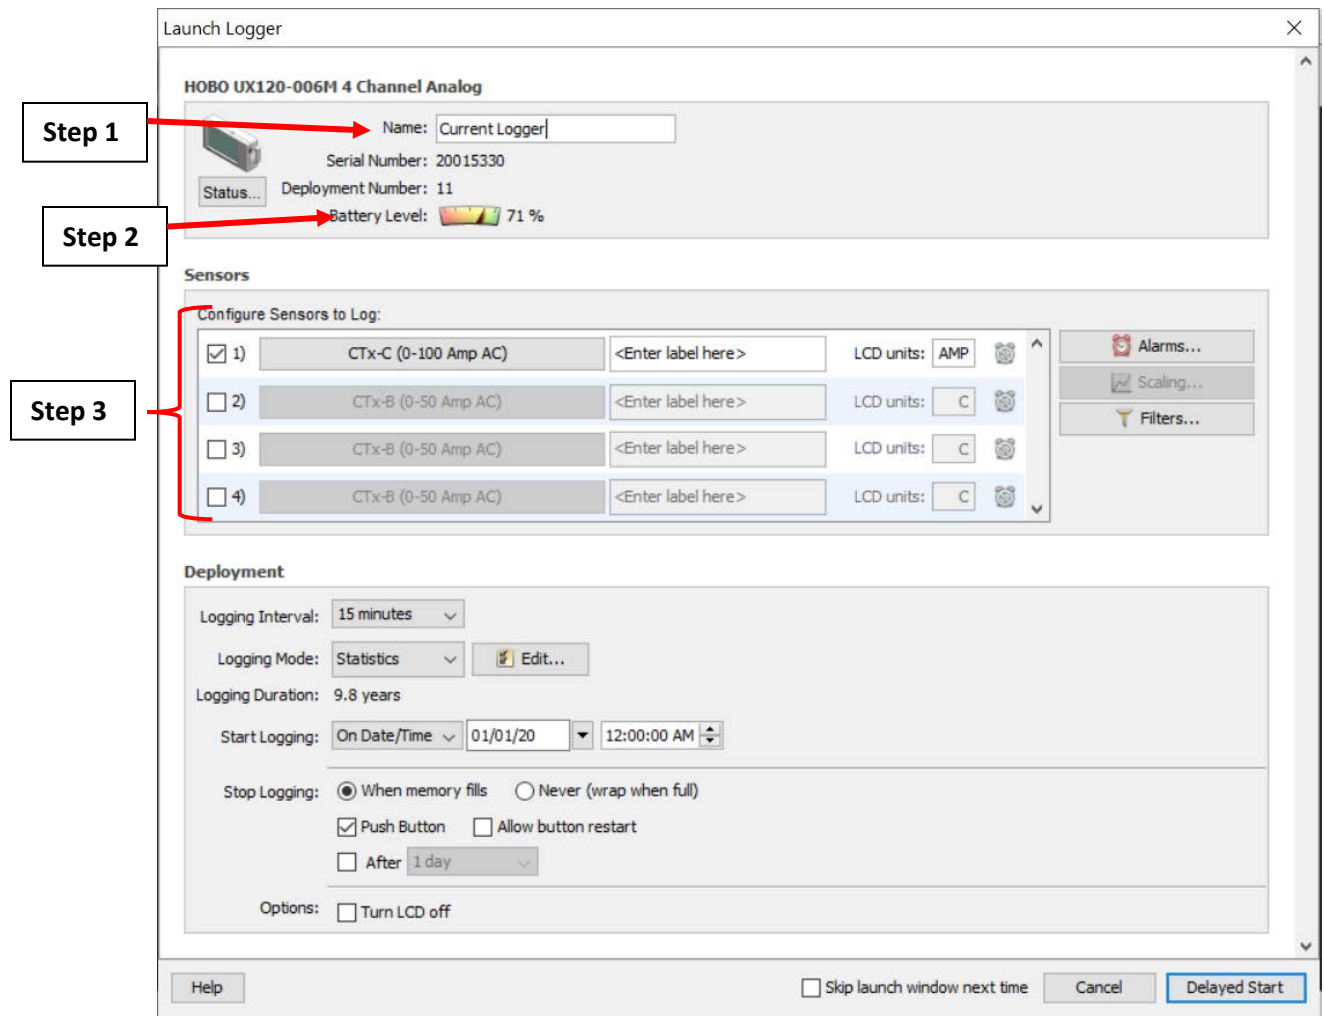 Launch Logger
HOBO UX120-006M 4 Channel Analog
Step 1
Name: Current Logger
Serial Number: 20015330
Status... Deployment Number: 11
Step 2
Battery Level: 71 %
Sensors
Configure Sensors to Log:
Step 3
1) CTx-C (0-100 Amp AC) <Enter label here> LCD units: AMP
2) CTx-B (0-50 Amp AC) <Enter label here> LCD units: C
3) CTx-B (0-50 Amp AC) <Enter label here> LCD units: C
4) CTx-B (0-50 Amp AC) <Enter label here> LCD units: C
Alarms...
Scaling...
Filters...
Deployment
Logging Interval: 15 minutes
Logging Mode: Statistics Edit...
Logging Duration: 9.8 years
Start Logging: On Date/Time 01/01/20 12:00:00 AM
Stop Logging: When memory fills Never (wrap when full)
Push Button Allow button restart
After 1 day
Options: Turn LCD off
Help Skip launch window next time Cancel Delayed Start